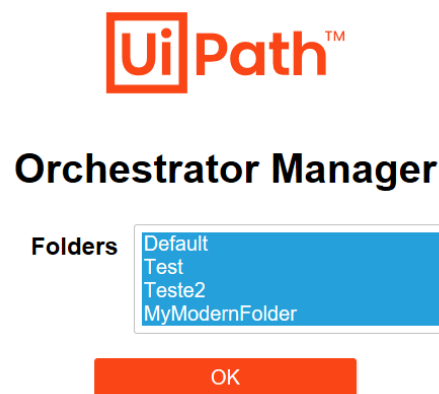 UiPath™
Orchestrator Manager
Folders
Default
Test
Teste2
MyModernFolder
OK